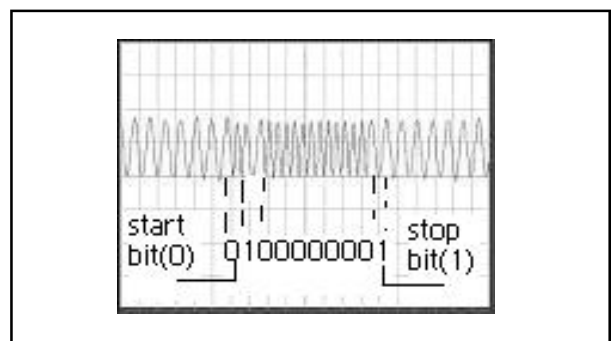 start
bit(0)
0100000001
stop
bit(1)